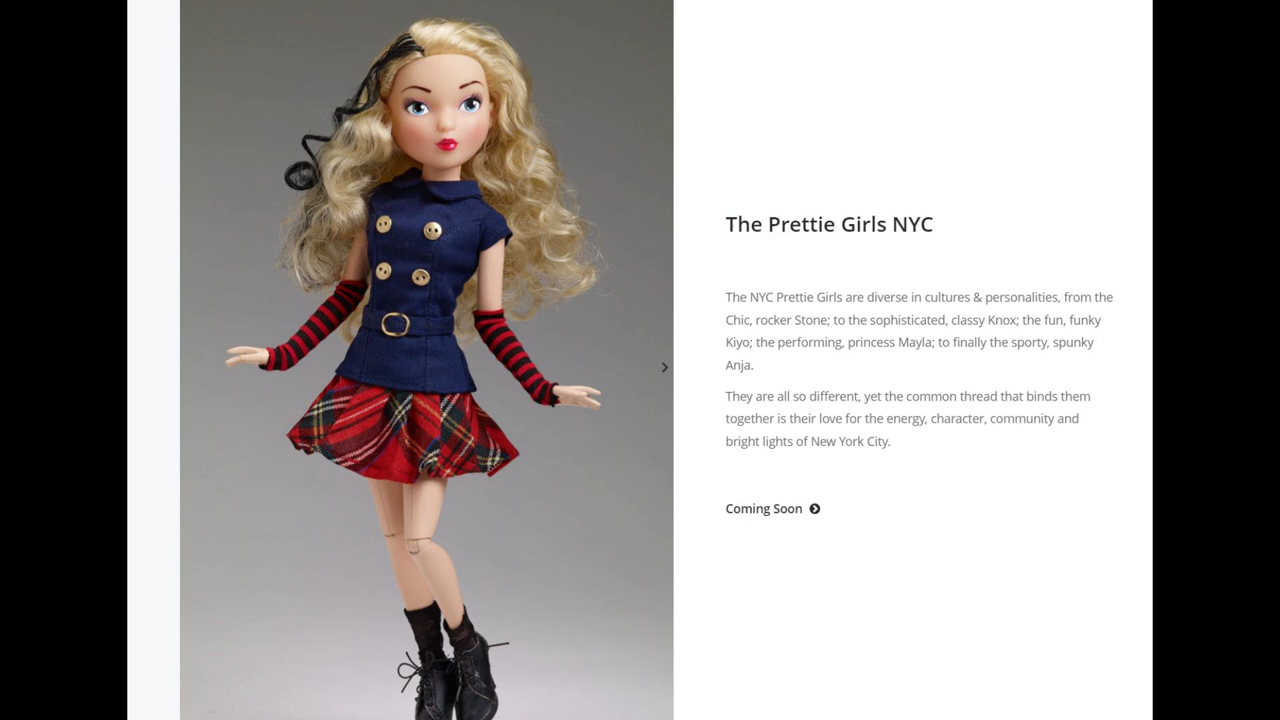 The Prettie Girls NYC
The NYC Prettie Girls are diverse in cultures & personalities, from the
Chic, rocker Stone; to the sophisticated, classy Knox; the fun, funky
Kiyo; the performing, princess Mayla; to finally the sporty, spunky
Anja.
They are all so different, yet the common thread that binds them
together is their love for the energy, character, community and
bright lights of New York City.
Coming Soon